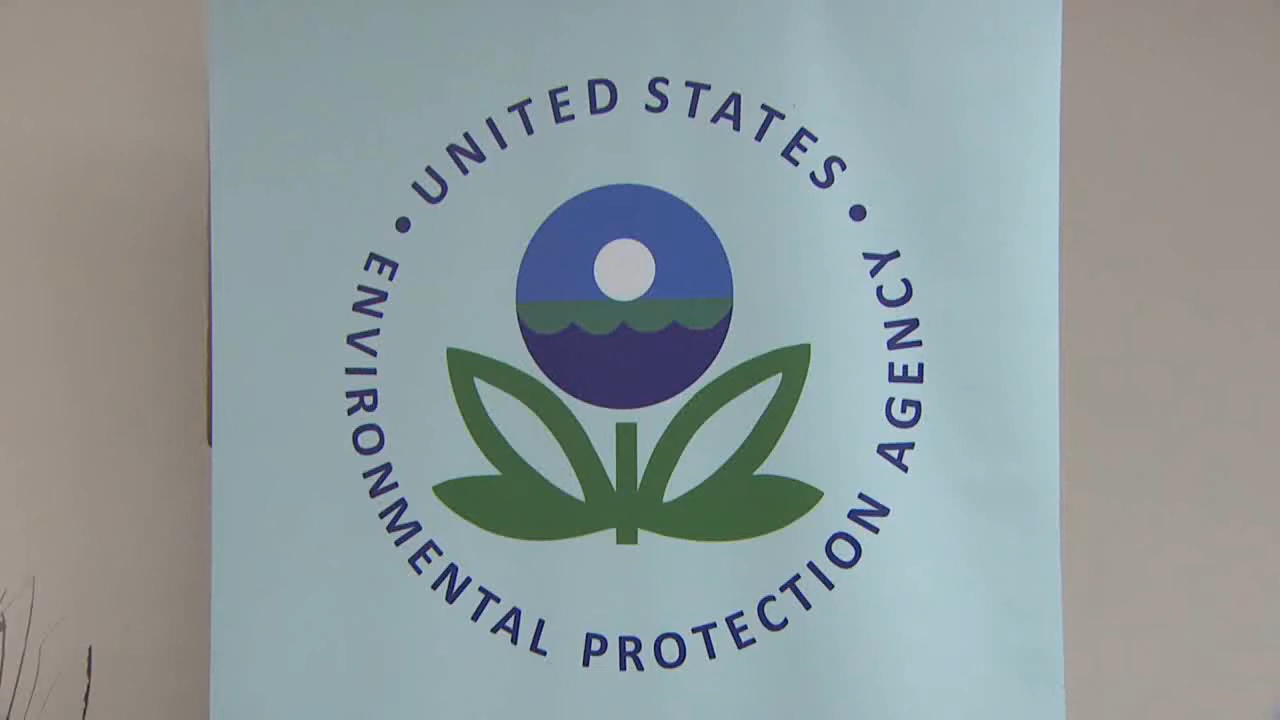 • UNITED STATES •
ENVIRONMENTAL PROTECTION AGENCY